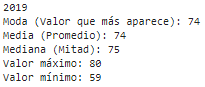 2019
Moda (Valor que más aparece): 74
Media (Promedio): 74
Mediana (Mitad): 75
Valor máximo: 80
Valor mínimo: 59